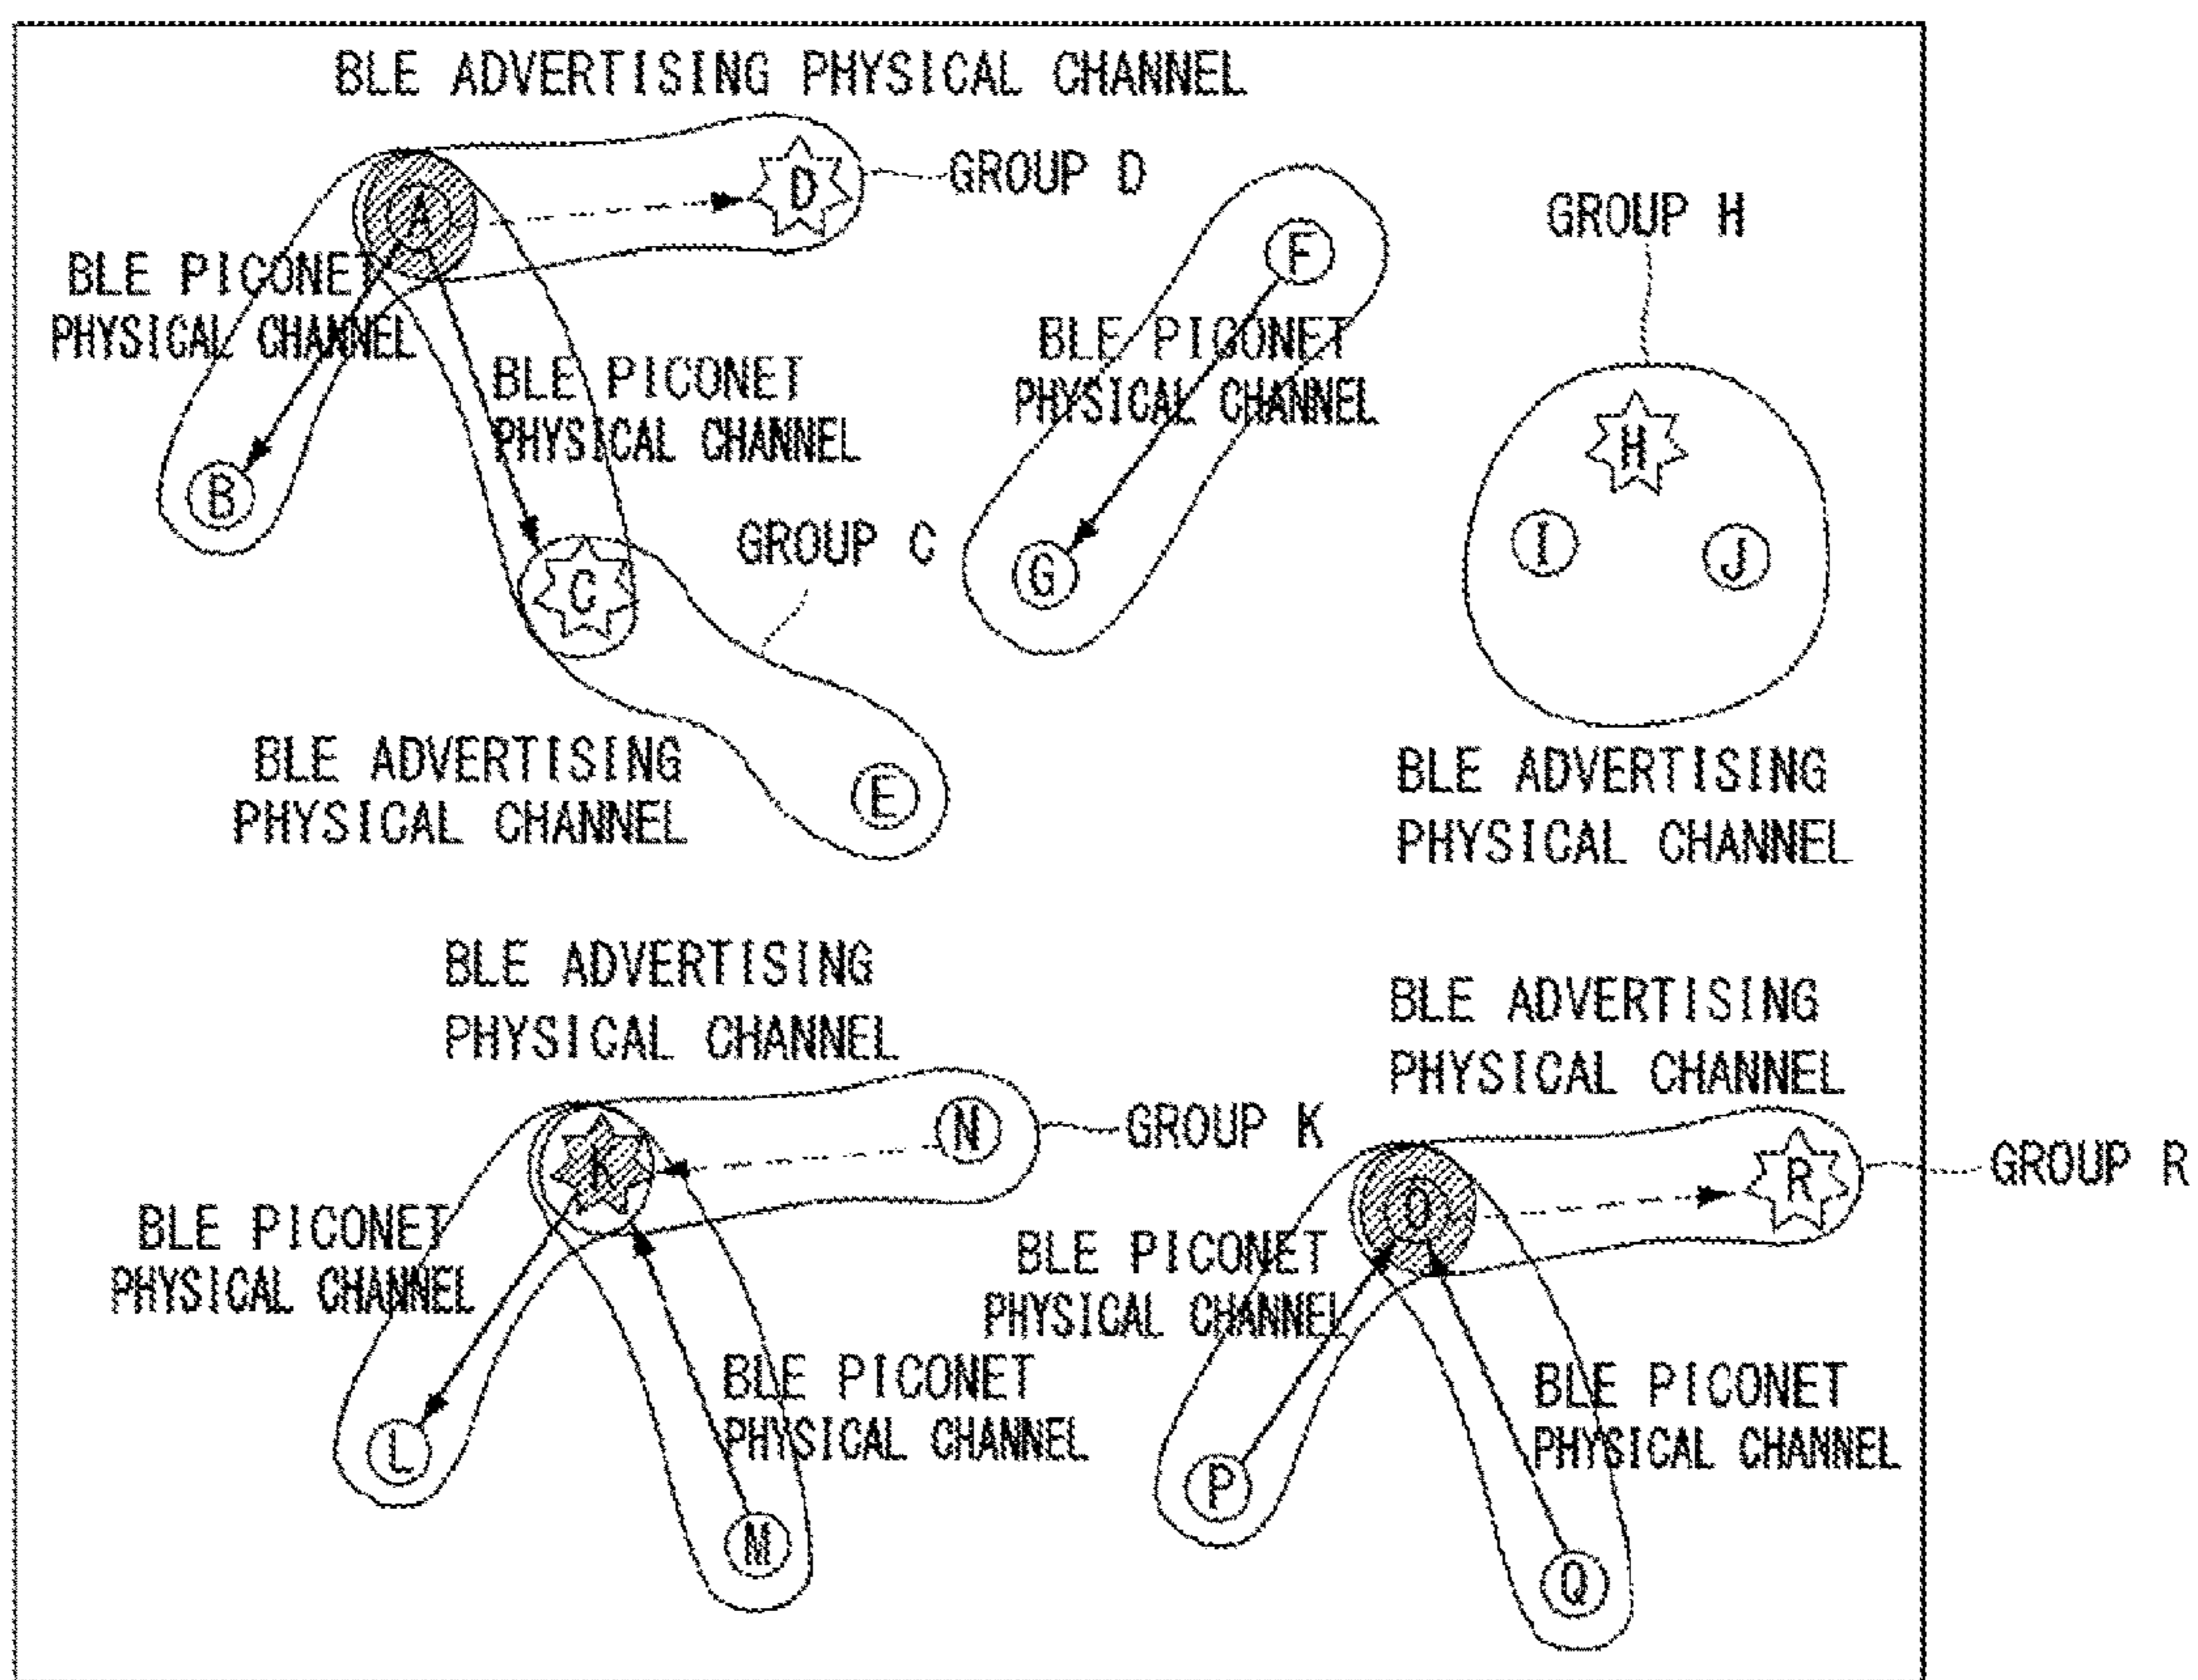 BLE ADVERTISING PHYSICAL CHANNEL
A
D
GROUP D
BLE PICONET
PHYSICAL CHANNEL
BLE PICONET
PHYSICAL CHANNEL
B
C
GROUP C
E
BLE ADVERTISING
PHYSICAL CHANNEL
F
BLE PICONET
PHYSICAL CHANNEL
G
GROUP H
H
I
J
BLE ADVERTISING
PHYSICAL CHANNEL
BLE ADVERTISING
PHYSICAL CHANNEL
K
N
GROUP K
BLE PICONET
PHYSICAL CHANNEL
BLE PICONET
PHYSICAL CHANNEL
L
M
BLE ADVERTISING
PHYSICAL CHANNEL
O
R
GROUP R
BLE PICONET
PHYSICAL CHANNEL
BLE PICONET
PHYSICAL CHANNEL
P
Q